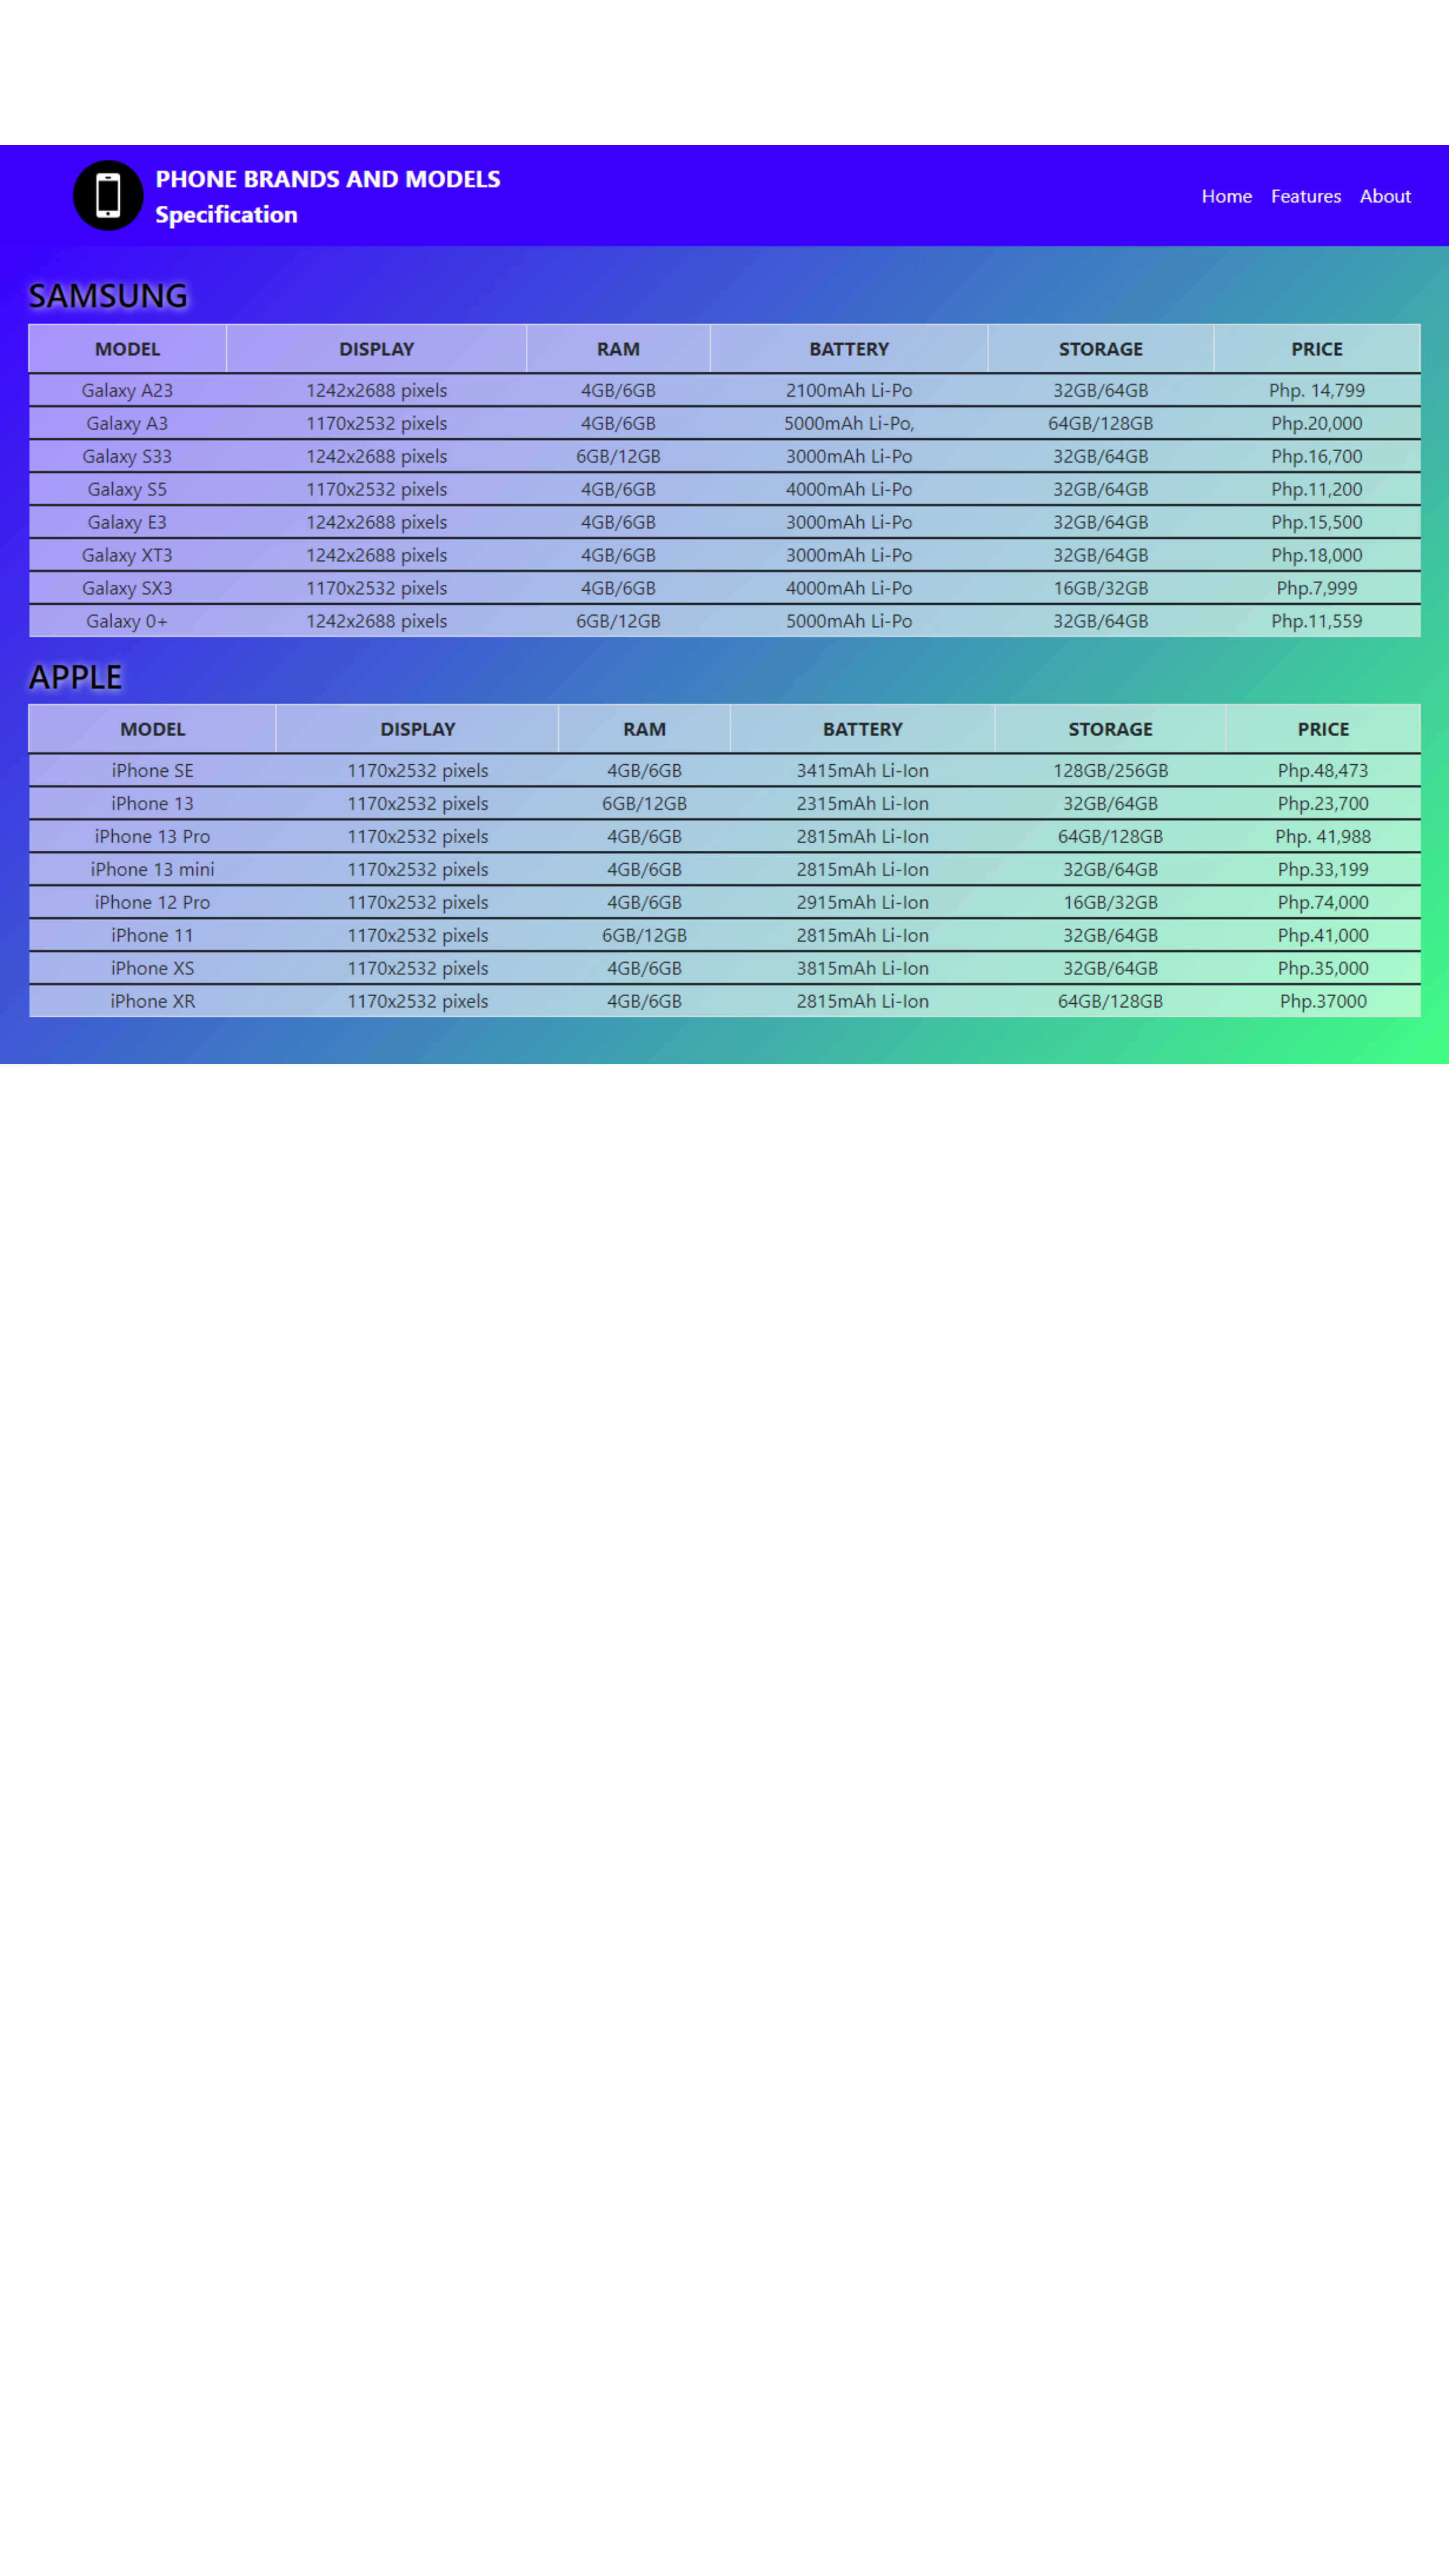 PHONE BRANDS AND MODELS
Specification
Home Features About
SAMSUNG
MODEL DISPLAY RAM BATTERY STORAGE PRICE
Galaxy A23 1242x2688 pixels 4GB/6GB 2100mAh Li-Po 32GB/64GB Php. 14,799
Galaxy A3 1170x2532 pixels 4GB/6GB 5000mAh Li-Po, 64GB/128GB Php.20,000
Galaxy S33 1242x2688 pixels 6GB/12GB 3000mAh Li-Po 32GB/64GB Php.16,700
Galaxy S5 1170x2532 pixels 4GB/6GB 4000mAh Li-Po 32GB/64GB Php.11,200
Galaxy E3 1242x2688 pixels 4GB/6GB 3000mAh Li-Po 32GB/64GB Php.15,500
Galaxy XT3 1242x2688 pixels 4GB/6GB 3000mAh Li-Po 32GB/64GB Php.18,000
Galaxy SX3 1170x2532 pixels 4GB/6GB 4000mAh Li-Po 16GB/32GB Php.7,999
Galaxy 0+ 1242x2688 pixels 6GB/12GB 5000mAh Li-Po 32GB/64GB Php.11,559
APPLE
MODEL DISPLAY RAM BATTERY STORAGE PRICE
iPhone SE 1170x2532 pixels 4GB/6GB 3415mAh Li-Ion 128GB/256GB Php.48,473
iPhone 13 1170x2532 pixels 6GB/12GB 2315mAh Li-Ion 32GB/64GB Php.23,700
iPhone 13 Pro 1170x2532 pixels 4GB/6GB 2815mAh Li-Ion 64GB/128GB Php. 41,988
iPhone 13 mini 1170x2532 pixels 4GB/6GB 2815mAh Li-Ion 32GB/64GB Php.33,199
iPhone 12 Pro 1170x2532 pixels 4GB/6GB 2915mAh Li-Ion 16GB/32GB Php.74,000
iPhone 11 1170x2532 pixels 6GB/12GB 2815mAh Li-Ion 32GB/64GB Php.41,000
iPhone XS 1170x2532 pixels 4GB/6GB 3815mAh Li-Ion 32GB/64GB Php.35,000
iPhone XR 1170x2532 pixels 4GB/6GB 2815mAh Li-Ion 64GB/128GB Php.37000